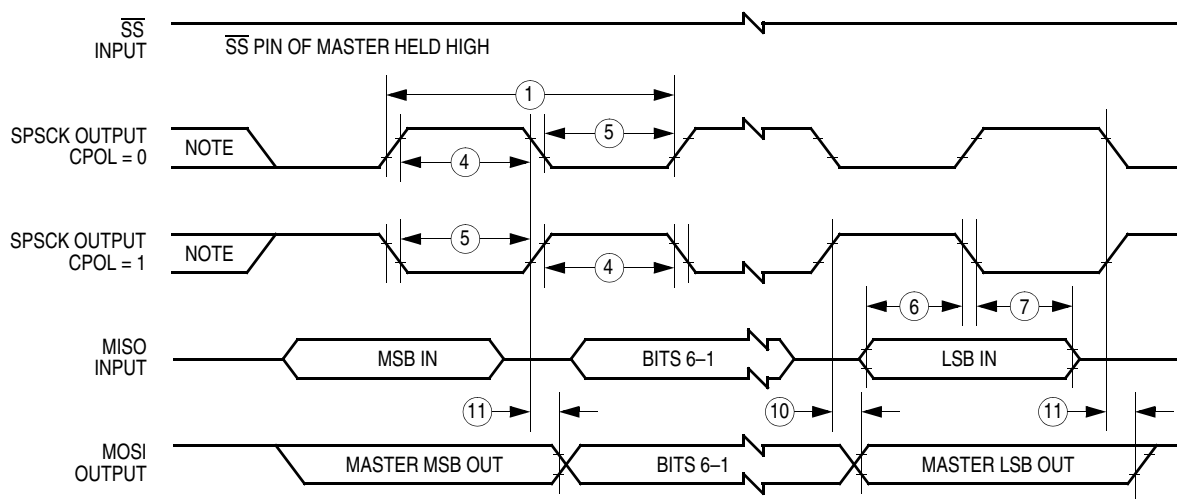 SS
INPUT
SS PIN OF MASTER HELD HIGH
1
SPSCK OUTPUT
CPOL = 0
NOTE
5
4
SPSCK OUTPUT
CPOL = 1
NOTE
5
4
6
7
MISO
INPUT
MSB IN
BITS 6–1
LSB IN
11
10
11
MOSI
OUTPUT
MASTER MSB OUT
BITS 6–1
MASTER LSB OUT